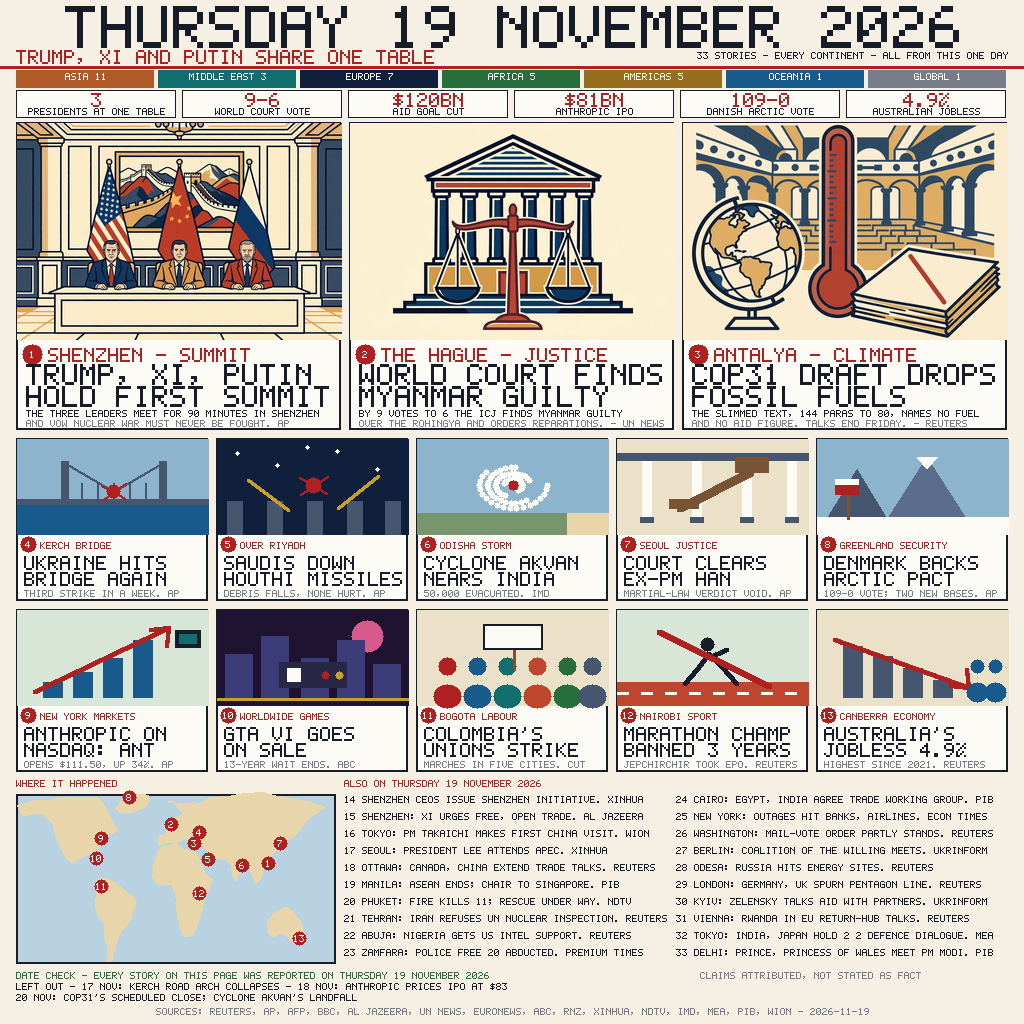 THURSDAY 19 NOVEMBER 2026
TRUMP, XI AND PUTIN SHARE ONE TABLE
33 STORIES - EVERY CONTINENT - ALL FROM THIS ONE DAY
ASIA 11
MIDDLE EAST 3
EUROPE 7
AFRICA 5
AMERICAS 5
OCEANIA 1
GLOBAL 1
3
PRESIDENTS AT ONE TABLE
9-6
WORLD COURT VOTE
$120BN
AID GOAL CUT
$81BN
ANTHROPIC IPO
109-0
DANISH ARCTIC VOTE
4.9%
AUSTRALIAN JOBLESS
1 SHENZHEN - SUMMIT
TRUMP, XI, PUTIN
HOLD FIRST SUMMIT
THE THREE LEADERS MEET FOR 90 MINUTES IN SHENZHEN
AND VOW NUCLEAR WAR MUST NEVER BE FOUGHT. AP
2 THE HAGUE - JUSTICE
WORLD COURT FINDS
MYANMAR GUILTY
BY 9 VOTES TO 6 THE ICJ FINDS MYANMAR GUILTY
OVER THE ROHINGYA AND ORDERS REPARATIONS. - UN NEWS
3 ANTALYA - CLIMATE
COP31 DRAFT DROPS
FOSSIL FUELS
THE SLIMMED TEXT, 144 PARAS TO 80, NAMES NO FUEL
AND NO AID FIGURE. TALKS END FRIDAY. - REUTERS
4 KERCH BRIDGE
UKRAINE HITS
BRIDGE AGAIN
THIRD STRIKE IN A WEEK. AP
5 OVER RIYADH
SAUDIS DOWN
HOUTHI MISSILES
DEBRIS FALLS, NONE HURT. AP
6 ODISHA STORM
CYCLONE AKVAN
NEARS INDIA
50,000 EVACUATED. IMD
7 SEOUL JUSTICE
COURT CLEARS
EX-PM HAN
MARTIAL-LAW VERDICT VOID. AP
8 GREENLAND SECURITY
DENMARK BACKS
ARCTIC PACT
109-0 VOTE; TWO NEW BASES. AP
9 NEW YORK MARKETS
ANTHROPIC ON
NASDAQ: ANT
OPENS $111.50, UP 34%. AP
10 WORLDWIDE GAMES
GTA VI GOES
ON SALE
13-YEAR WAIT ENDS. ABC
11 BOGOTA LABOUR
COLOMBIA'S
UNIONS STRIKE
MARCHES IN FIVE CITIES. CUT
12 NAIROBI SPORT
MARATHON CHAMP
BANNED 3 YEARS
JEPCHIRCHIR TOOK EPO. REUTERS
13 CANBERRA ECONOMY
AUSTRALIA'S
JOBLESS 4.9%
HIGHEST SINCE 2021. REUTERS
WHERE IT HAPPENED
8
2
4
3
9
10
5
6
7
1
11
12
13
ALSO ON THURSDAY 19 NOVEMBER 2026
14 SHENZHEN CEOS ISSUE SHENZHEN INITIATIVE. XINHUA
15 SHENZHEN: XI URGES FREE, OPEN TRADE. AL JAZEERA
16 TOKYO: PM TAKAICHI MAKES FIRST CHINA VISIT. WION
17 SEOUL: PRESIDENT LEE ATTENDS APEC. XINHUA
18 OTTAWA: CANADA, CHINA EXTEND TRADE TALKS. REUTERS
19 MANILA: ASEAN ENDS; CHAIR TO SINGAPORE. PIB
20 PHUKET: FIRE KILLS 11; RESCUE UNDER WAY. NDTV
21 TEHRAN: IRAN REFUSES UN NUCLEAR INSPECTION. REUTERS
22 ABUJA: NIGERIA GETS US INTEL SUPPORT. REUTERS
23 ZAMFARA: POLICE FREE 20 ABDUCTED. PREMIUM TIMES
24 CAIRO: EGYPT, INDIA AGREE TRADE WORKING GROUP. PIB
25 NEW YORK: OUTAGES HIT BANKS, AIRLINES. ECON TIMES
26 WASHINGTON: MAIL-VOTE ORDER PARTLY STANDS. REUTERS
27 BERLIN: COALITION OF THE WILLING MEETS. UKRINFORM
28 ODESA: RUSSIA HITS ENERGY SITES. REUTERS
29 LONDON: GERMANY, UK SPURN PENTAGON LINE. REUTERS
30 KYIV: ZELENSKY TALKS AID WITH PARTNERS. UKRINFORM
31 VIENNA: RWANDA IN EU RETURN-HUB TALKS. REUTERS
32 TOKYO: INDIA, JAPAN HOLD 2 2 DEFENCE DIALOGUE. MEA
33 DELHI: PRINCE, PRINCESS OF WALES MEET PM MODI. PIB
DATE CHECK - EVERY STORY ON THIS PAGE WAS REPORTED ON THURSDAY 19 NOVEMBER 2026
CLAIMS ATTRIBUTED, NOT STATED AS FACT
LEFT OUT - 17 NOV: KERCH ROAD ARCH COLLAPSES - 18 NOV: ANTHROPIC PRICES IPO AT $83
20 NOV: COP31'S SCHEDULED CLOSE; CYCLONE AKVAN'S LANDFALL
SOURCES: REUTERS, AP, AFP, BBC, AL JAZEERA, UN NEWS, EURONEWS, ABC, RNZ, XINHUA, NDTV, IMD, MEA, PIB, WION - 2026-11-19